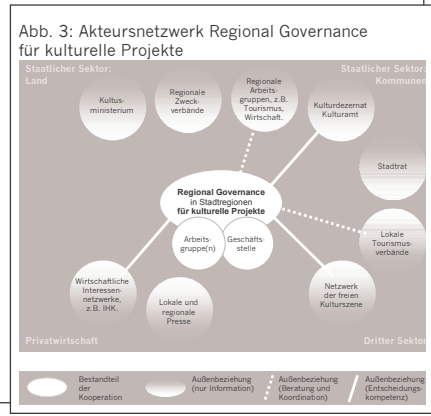 Abb. 3: Akteursnetzwerk Regional Governance
für kulturelle Projekte
Staatlicher Sektor:
Land
Staatlicher Sektor:
Kommunen
Kultus-
ministerium
Regionale
Zweck-
verbände
Regionale
Arbeits-
gruppen, z.B.
Tourismus,
Wirtschaft.
Kulturdezernat
Kulturamt
Stadtrat
Regional Governance
in Stadtregionen
für kulturelle Projekte
Arbeits-
gruppe(n)
Geschäfts-
stelle
Lokale
Tourismus-
verbände
Wirtschaftliche
Interessen-
netzwerke,
z.B. IHK.
Lokale und
regionale
Presse
Netzwerk
der freien
Kulturszene
Privatwirtschaft
Dritter Sektor
Bestandteil
der
Kooperation
Außenbeziehung
(nur Information)
Außenbeziehung
(Beratung und
Koordination)
Außenbeziehung
(Entscheidungs-
kompetenz)